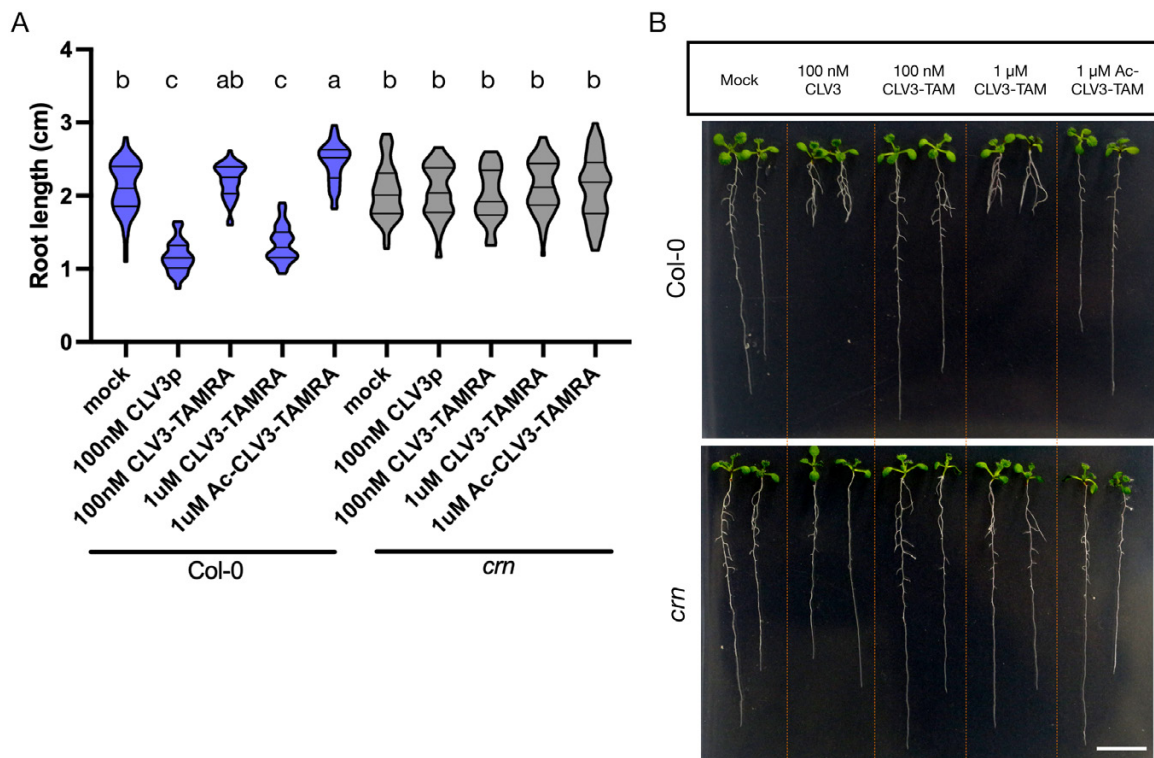 A
Root length (cm)
4
3
2
1
0
b c ab c a b b b b b
mock
100nM CLV3p
100nM CLV3-TAMRA
1uM CLV3-TAMRA
1uM Ac-CLV3-TAMRA
mock
100nM CLV3p
100nM CLV3-TAMRA
1uM CLV3-TAMRA
1uM Ac-CLV3-TAMRA
Col-0
crn
B
Mock
100 nM
CLV3
100 nM
CLV3-TAM
1 µM
CLV3-TAM
1 µM Ac-
CLV3-TAM
Col-0
crn